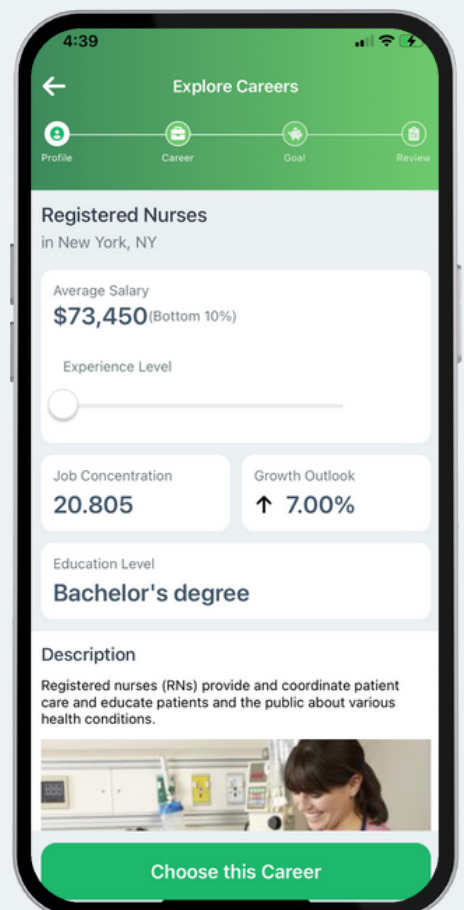 4:39
Explore Careers
Profile
Career
Goal
Review
Registered Nurses
in New York, NY
Average Salary
$73,450(Bottom 10%)
Experience Level
Job Concentration
20.805
Growth Outlook
↑ 7.00%
Education Level
Bachelor's degree
Description
Registered nurses (RNs) provide and coordinate patient
care and educate patients and the public about various
health conditions.
Choose this Career